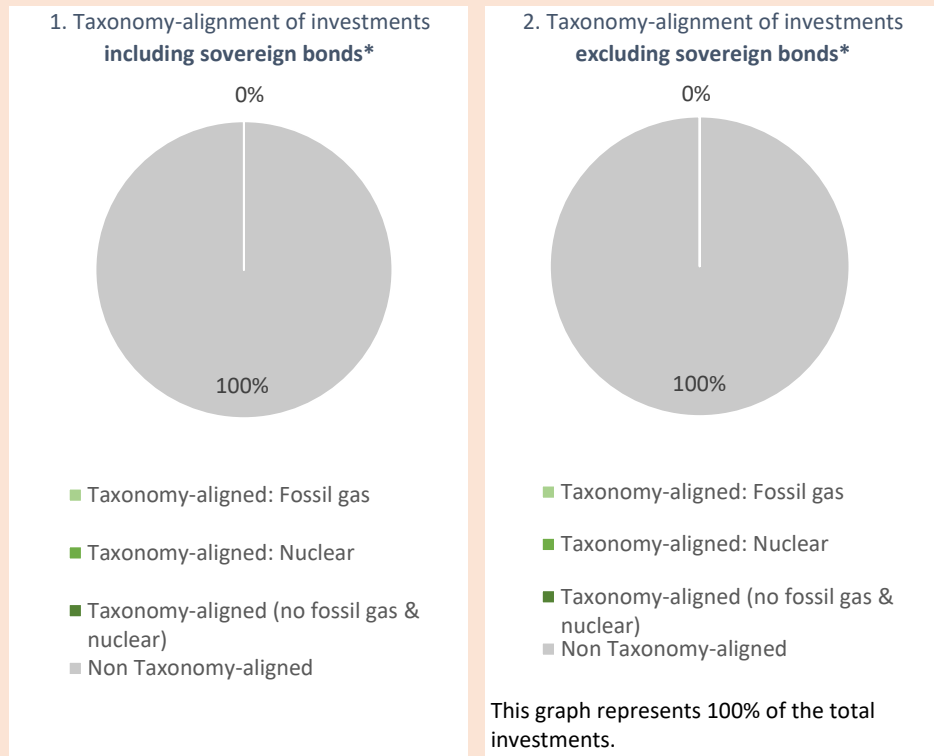 1. Taxonomy-alignment of investments
including sovereign bonds*
0%
100%
Taxonomy-aligned: Fossil gas
Taxonomy-aligned: Nuclear
Taxonomy-aligned (no fossil gas &
nuclear)
Non Taxonomy-aligned
2. Taxonomy-alignment of investments
excluding sovereign bonds*
0%
100%
Taxonomy-aligned: Fossil gas
Taxonomy-aligned: Nuclear
Taxonomy-aligned (no fossil gas &
nuclear)
Non Taxonomy-aligned
This graph represents 100% of the total
investments.